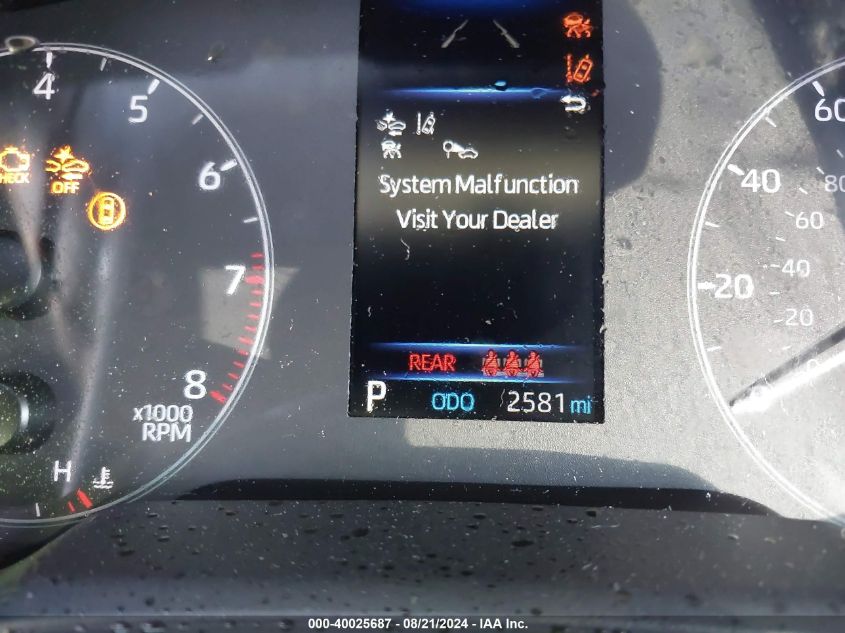 4
5
6
7
8
x1000
RPM
H
CHECK
OFF
System Malfunction
Visit Your Dealer
REAR
P ODO 2581 mi
60
40
20
80
60
40
20
0
000-40025687 - 08/21/2024 - IAA Inc.